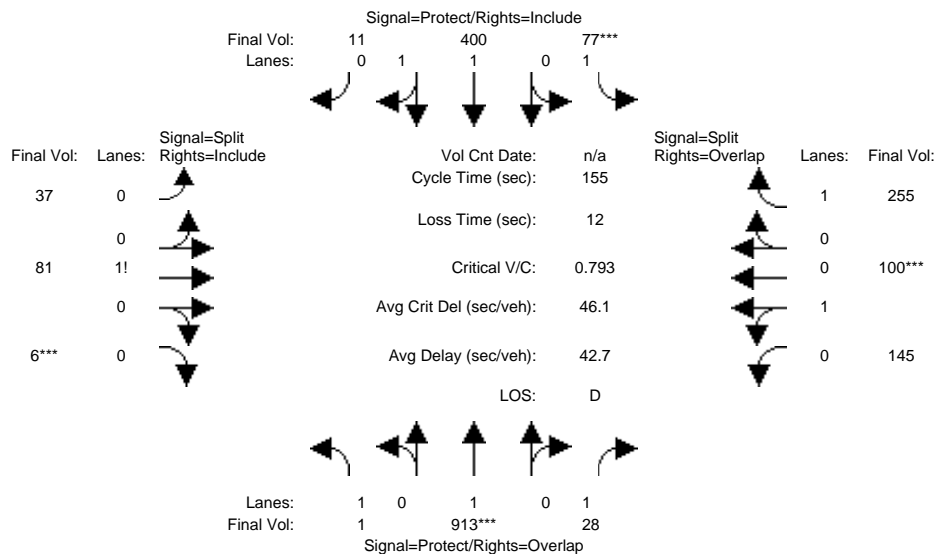 Signal=Protect/Rights=Include
Final Vol: 11 400 77***
Lanes: 0 1 1 0 1
Signal=Split Signal=Split
Final Vol: Lanes: Rights=Include Vol Cnt Date: n/a Rights=Overlap Lanes: Final Vol:
Cycle Time (sec): 155
37 0 1 255
Loss Time (sec): 12
0 0
81 1! Critical V/C: 0.793 0 100***
0 Avg Crit Del (sec/veh): 46.1 1
6*** 0 Avg Delay (sec/veh): 42.7 0 145
LOS: D
Lanes: 1 0 1 0 1
Final Vol: 1 913*** 28
Signal=Protect/Rights=Overlap